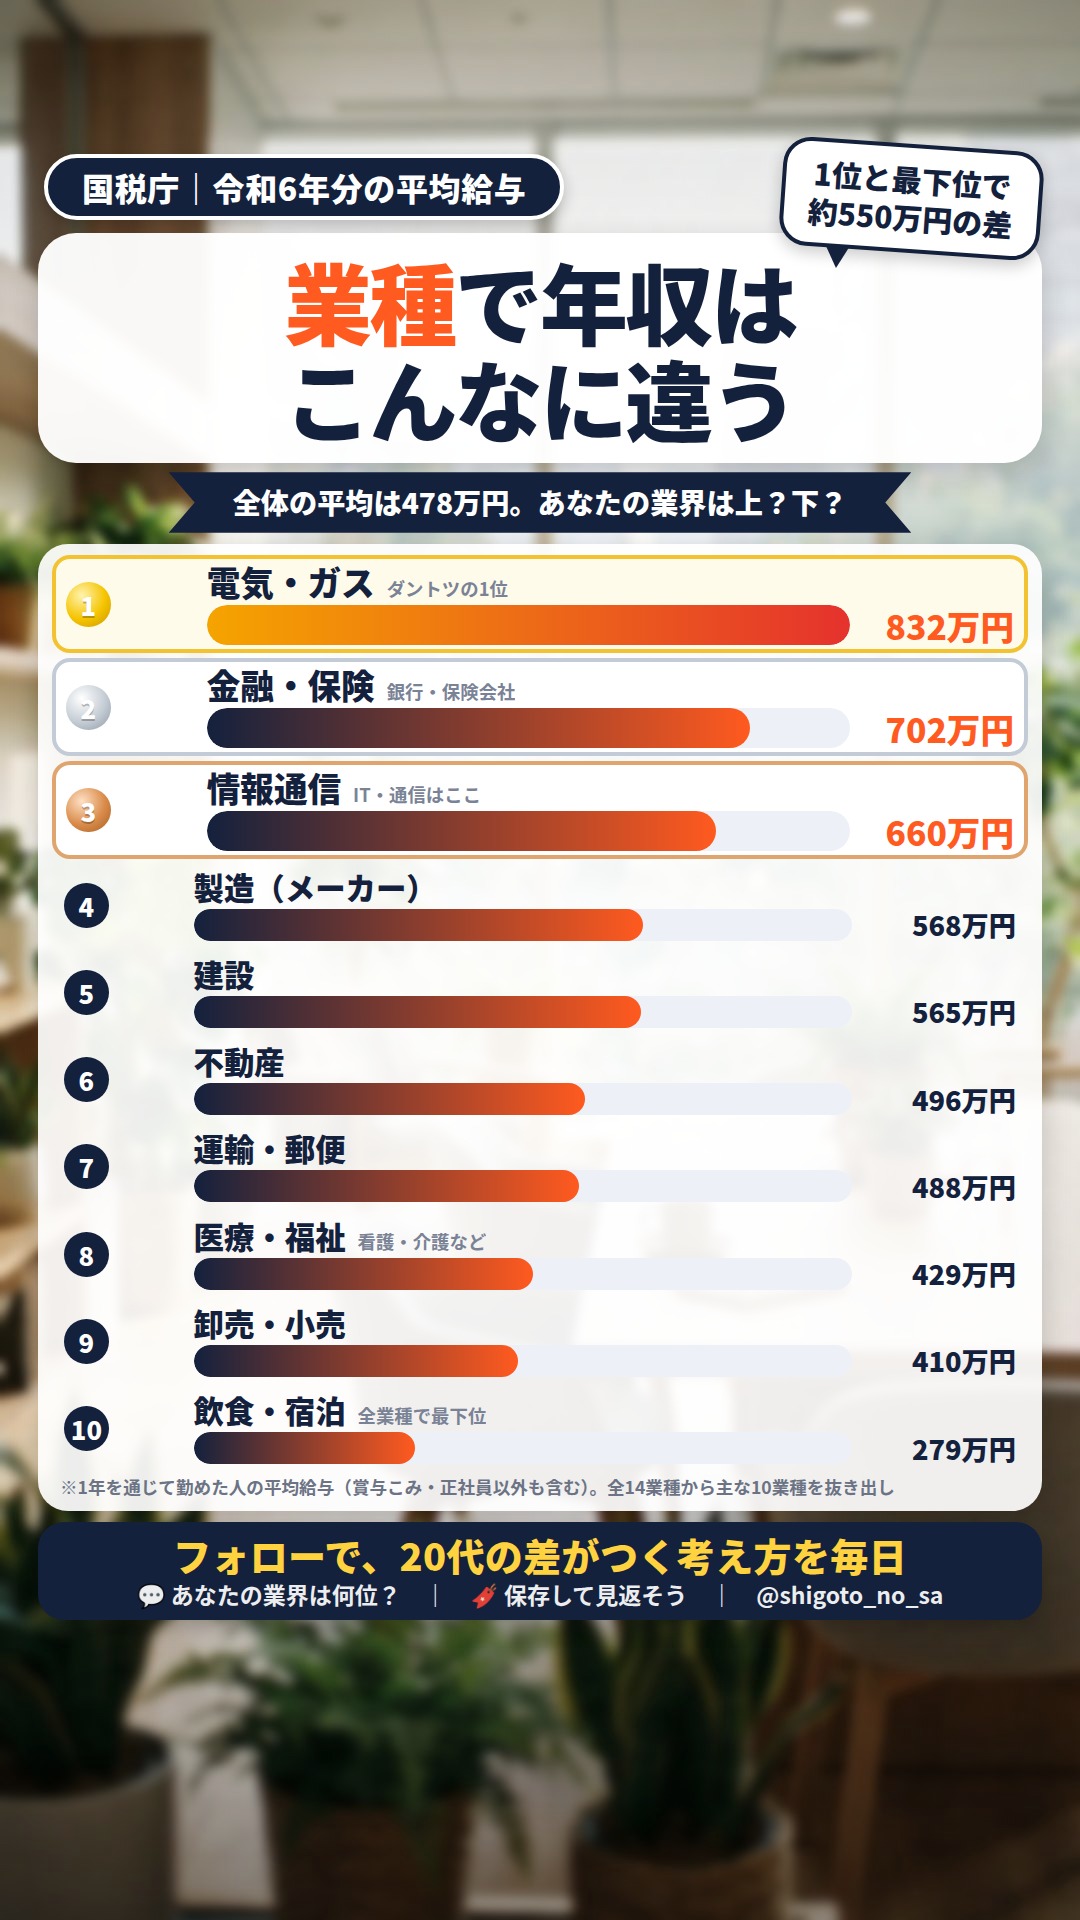 国税庁｜令和6年分の平均給与
1位と最下位で
約550万円の差
業種で年収は
こんなに違う
全体の平均は478万円。あなたの業界は上？下？
1 電気・ガス ダントツの1位 832万円
2 金融・保険 銀行・保険会社 702万円
3 情報通信 IT・通信はここ 660万円
4 製造（メーカー） 568万円
5 建設 565万円
6 不動産 496万円
7 運輸・郵便 488万円
8 医療・福祉 看護・介護など 429万円
9 卸売・小売 410万円
10 飲食・宿泊 全業種で最下位 279万円
※1年を通じて勤めた人の平均給与（賞与こみ・正社員以外も含む）。全14業種から主な10業種を抜き出し
フォローで、20代の差がつく考え方を毎日
💬 あなたの業界は何位？ ｜ 🔖 保存して見返そう ｜ @shigoto_no_sa